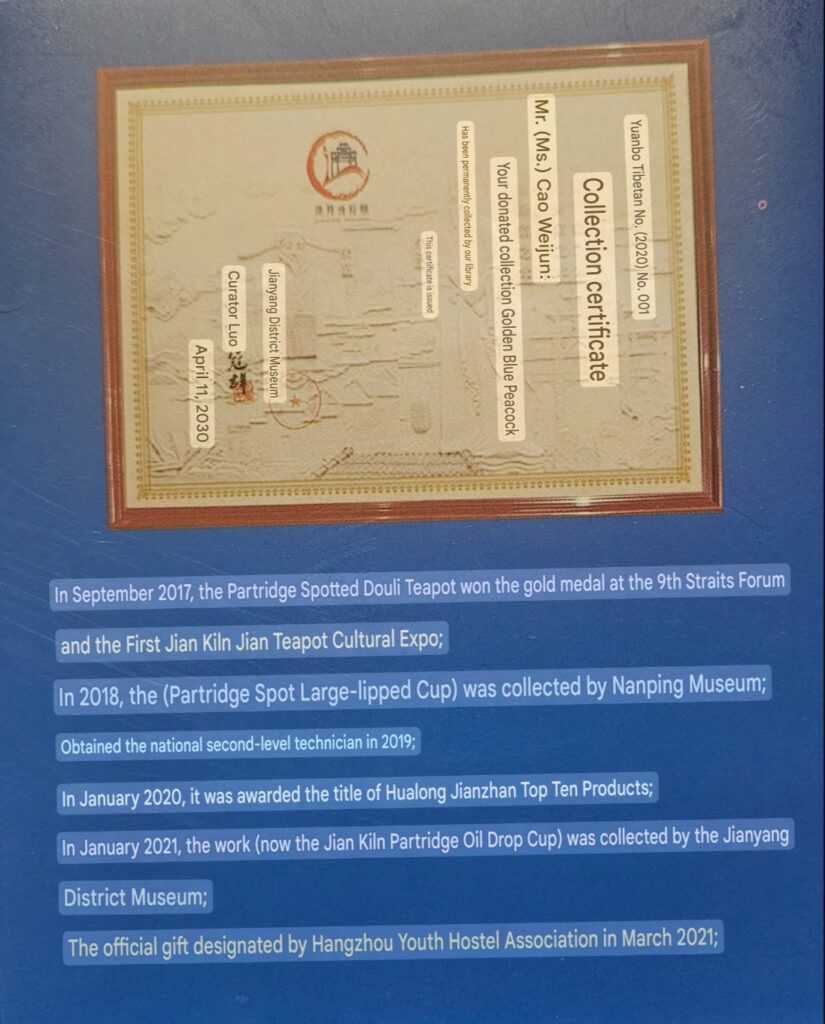 Yuanbo Tibetan No. (2020) No. 001
Collection certificate
Mr. (Ms.) Cao Weijun:
Your donated collection Golden Blue Peacock
Has been permanently collected by our library
This certificate is issued
Jianyang District Museum
Curator Luo
April 11, 2030
In September 2017, the Partridge Spotted Douli Teapot won the gold medal at the 9th Straits Forum
and the First Jian Kiln Jian Teapot Cultural Expo;
In 2018, the (Partridge Spot Large-lipped Cup) was collected by Nanping Museum;
Obtained the national second-level technician in 2019;
In January 2020, it was awarded the title of Hualong Jianzhan Top Ten Products;
In January 2021, the work (now the Jian Kiln Partridge Oil Drop Cup) was collected by the Jianyang
District Museum;
The official gift designated by Hangzhou Youth Hostel Association in March 2021;